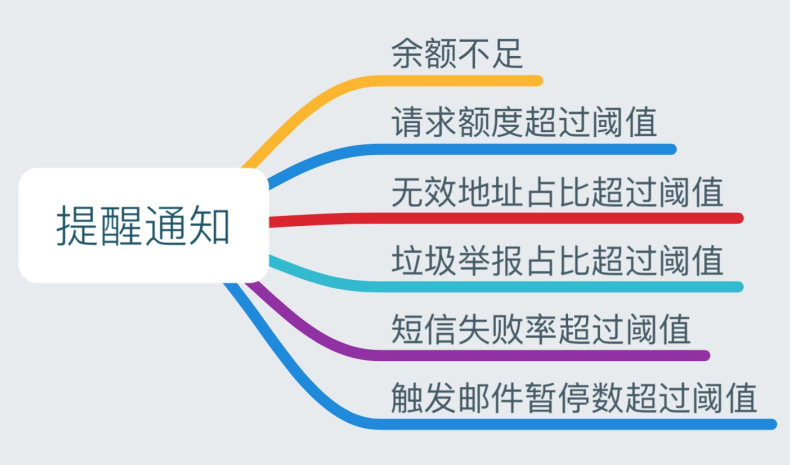 提醒通知
余额不足
请求额度超过阈值
无效地址占比超过阈值
垃圾举报占比超过阈值
短信失败率超过阈值
触发邮件暂停数超过阈值